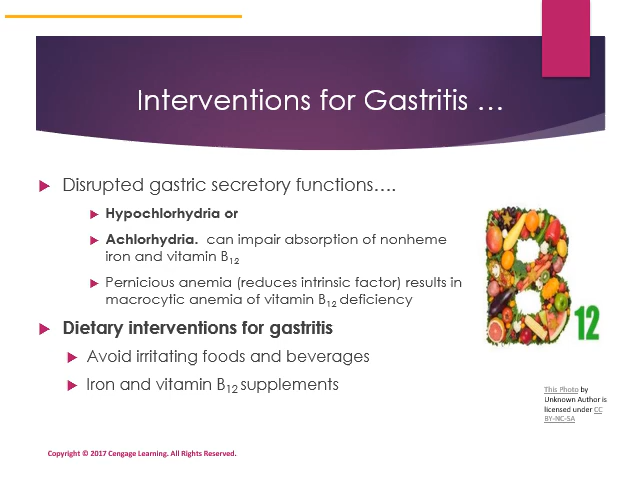 Interventions for Gastritis …
Disrupted gastric secretory functions….
Hypochlorhydria or
Achlorhydria. can impair absorption of nonheme
iron and vitamin B12
Pernicious anemia (reduces intrinsic factor) results in
macrocytic anemia of vitamin B12 deficiency
Dietary interventions for gastritis
Avoid irritating foods and beverages
Iron and vitamin B12 supplements
B12
This Photo by
Unknown Author is
licensed under CC
BY-NC-SA
Copyright © 2017 Cengage Learning. All Rights Reserved.